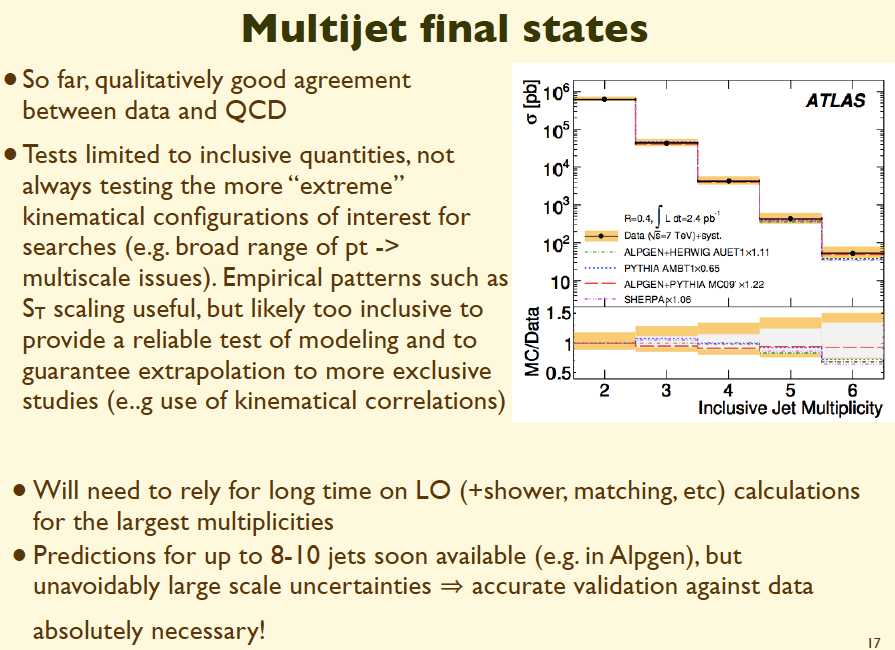 Multijet final states
• So far, qualitatively good agreement
between data and QCD
• Tests limited to inclusive quantities, not
always testing the more “extreme”
kinematical configurations of interest for
searches (e.g. broad range of pt ->
multiscale issues). Empirical patterns such as
ST scaling useful, but likely too inclusive to
provide a reliable test of modeling and to
guarantee extrapolation to more exclusive
studies (e..g use of kinematical correlations)
σ [pb]
10^6
10^5
10^4
10^3
10^2
10
ATLAS
R=0.4, ∫ L dt=2.4 pb^-1
Data (√s=7 TeV)+syst.
ALPGEN+HERWIG AUET1×1.11
PYTHIA AMBT1×0.65
ALPGEN+PYTHIA MC09'×1.22
SHERPA×1.06
MC/Data
1.5
1
0.5
2 3 4 5 6
Inclusive Jet Multiplicity
• Will need to rely for long time on LO (+shower, matching, etc) calculations
for the largest multiplicities
• Predictions for up to 8-10 jets soon available (e.g. in Alpgen), but
unavoidably large scale uncertainties ⇒ accurate validation against data
absolutely necessary!
17